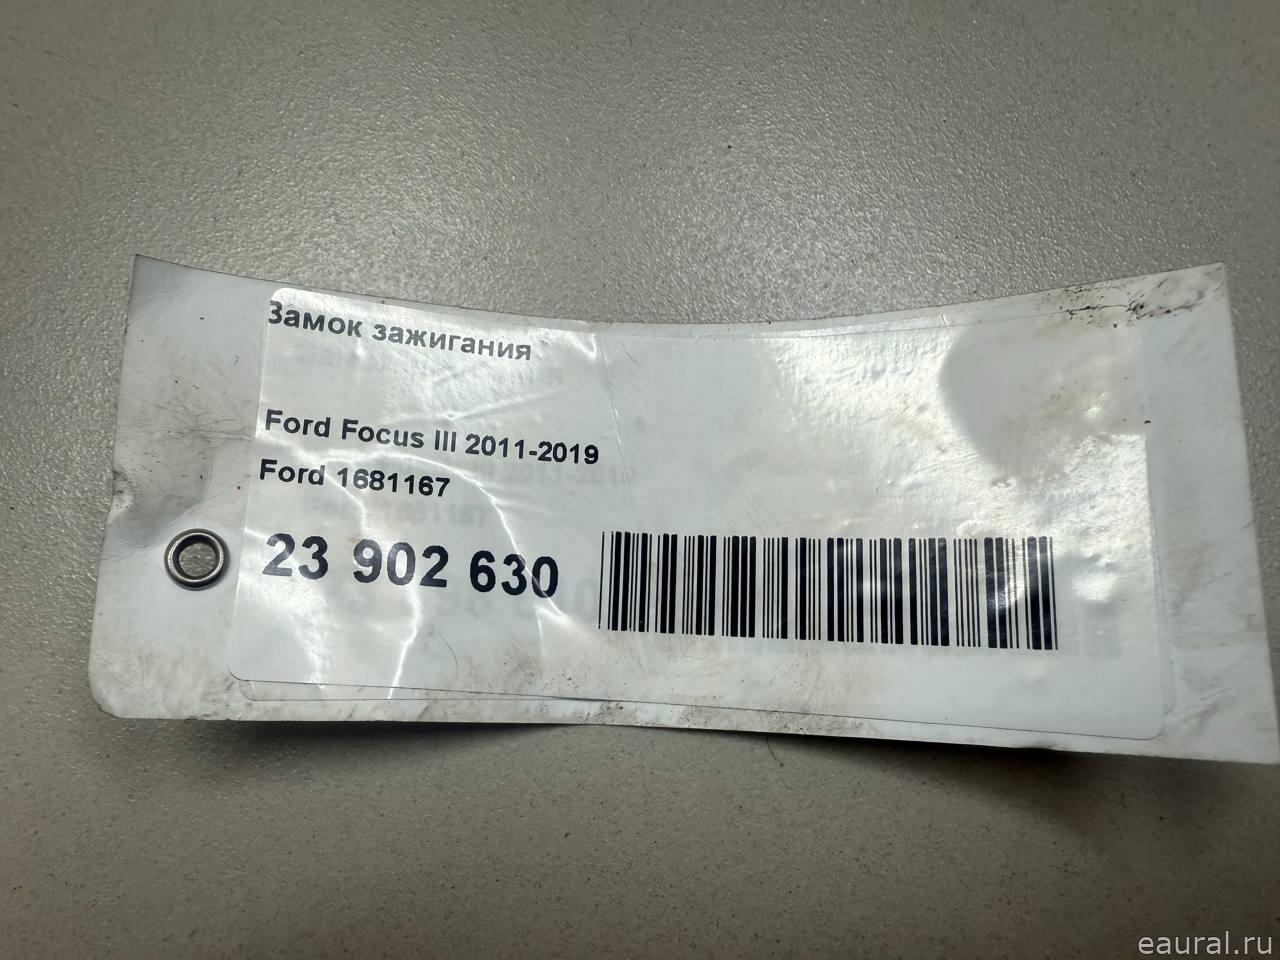 Замок зажигания
Ford Focus III 2011-2019
Ford 1681167
23 902 630
eaural.ru